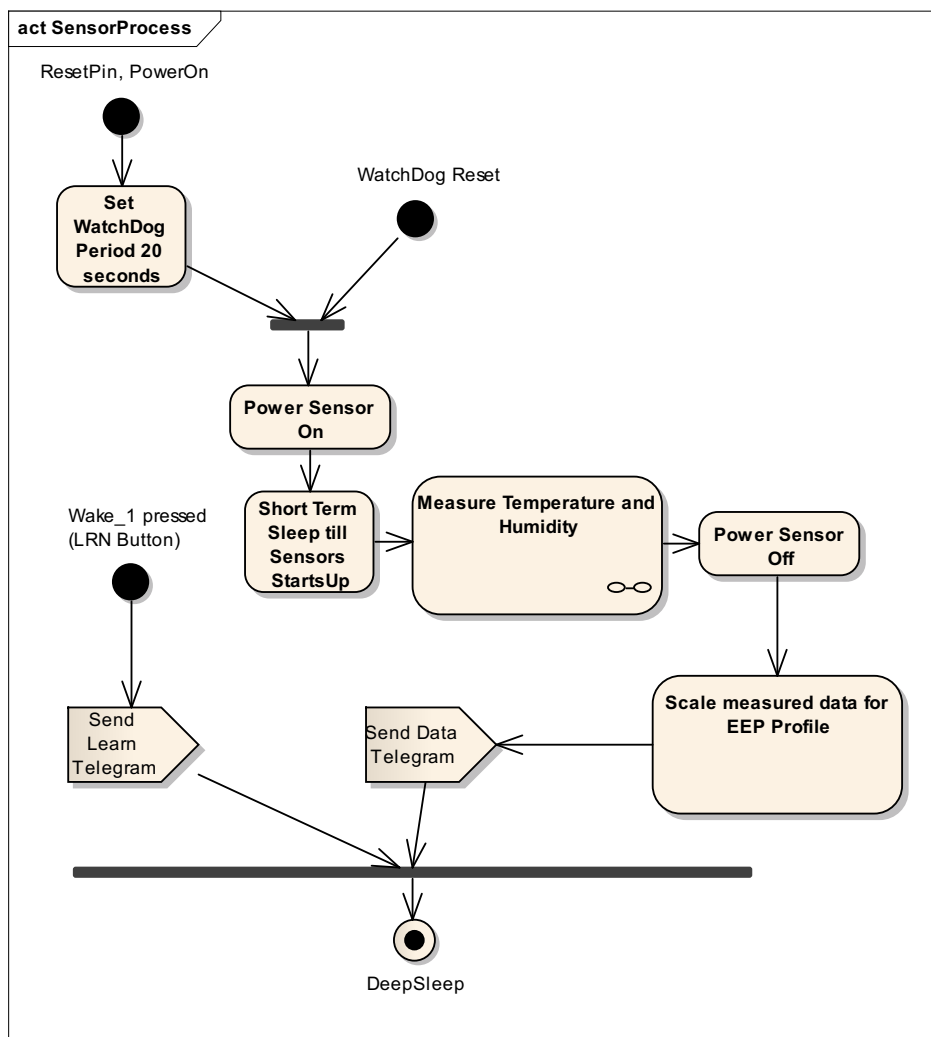 act SensorProcess
ResetPin, PowerOn
WatchDog Reset
Set
WatchDog
Period 20
seconds
Power Sensor
On
Wake_1 pressed
(LRN Button)
Short Term
Sleep till
Sensors
StartsUp
Measure Temperature and
Humidity
Power Sensor
Off
Send
Learn
Telegram
Send Data
Telegram
Scale measured data for
EEP Profile
DeepSleep